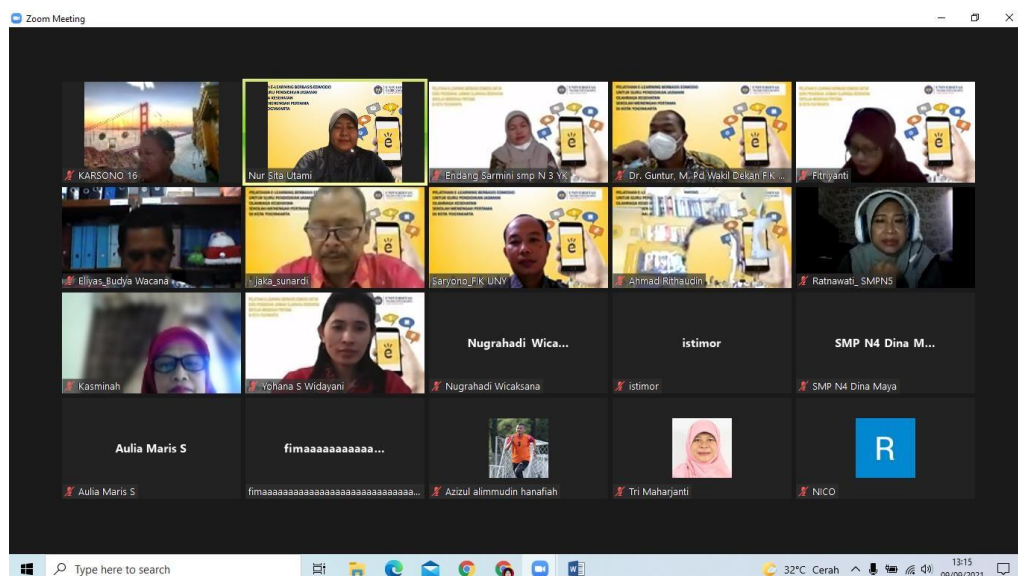 Zoom Meeting
KARSONO 16
Nur Sita Utami
Endang Sarmini smp N 3 YK
Dr. Guntur, M. Pd Wakil Dekan FIK ...
Fitriyanti
Ellyas Budya Wacana
jaka_sunardi
Saryono_FIK UNY
Ahmad Rithaudin
Ratnawati_ SMPN5
Kasminah
Yohana S Widayani
Nugrahadi Wica...
Nugrahadi Wicaksana
istimor
istimor
SMP N4 Dina M...
SMP N4 Dina Maya
Aulia Maris S
Aulia Maris S
fimaaaaaaaaaaa...
Azizul alimmudin hanafiah
Tri Maharjanti
R
NICO
Type here to search
32°C Cerah
13:15
09/09/2021